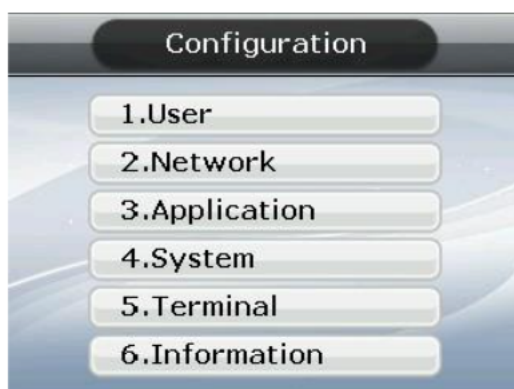 Configuration
1.User
2.Network
3.Application
4.System
5.Terminal
6.Information